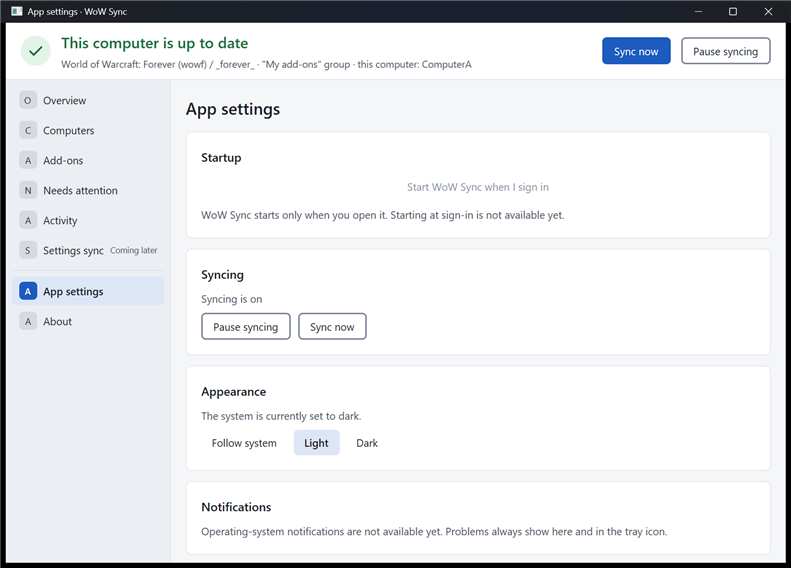 App settings · WoW Sync
This computer is up to date
World of Warcraft: Forever (wowf) / _forever_ · "My add-ons" group · this computer: ComputerA
Sync now
Pause syncing
O Overview
C Computers
A Add-ons
N Needs attention
A Activity
S Settings sync Coming later
A App settings
A About
App settings
Startup
Start WoW Sync when I sign in
WoW Sync starts only when you open it. Starting at sign-in is not available yet.
Syncing
Syncing is on
Pause syncing Sync now
Appearance
The system is currently set to dark.
Follow system Light Dark
Notifications
Operating-system notifications are not available yet. Problems always show here and in the tray icon.